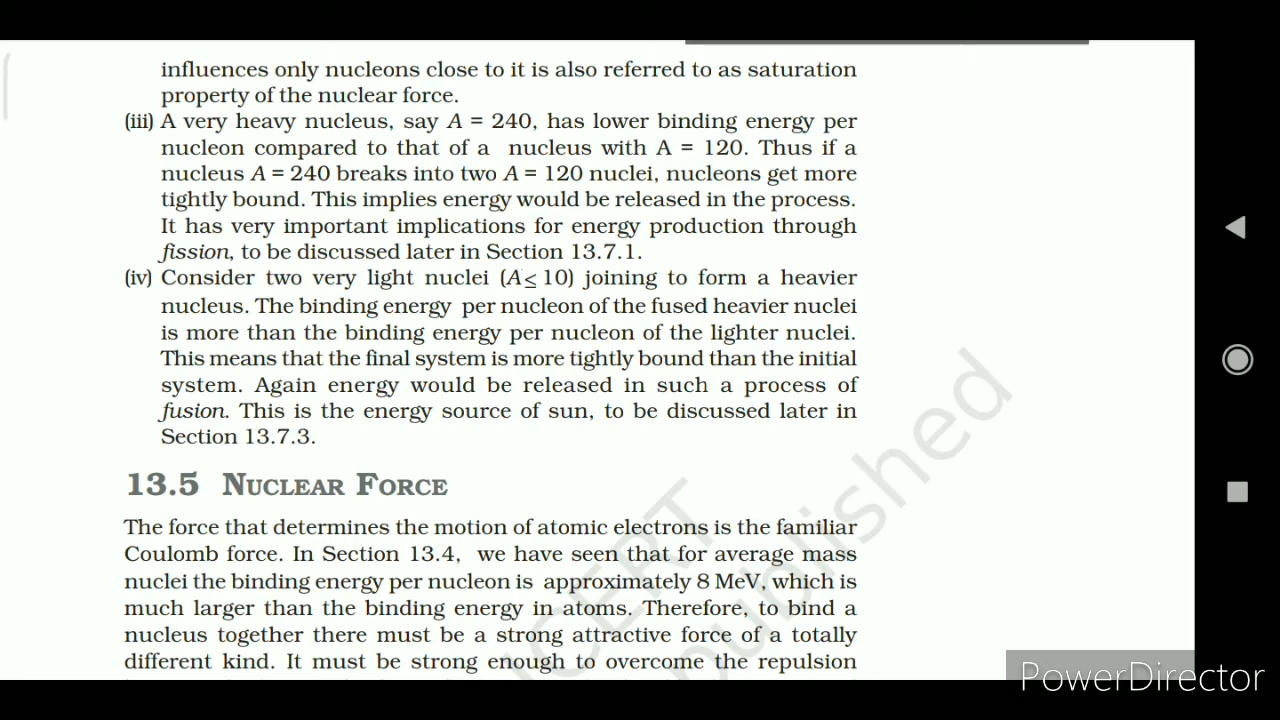 influences only nucleons close to it is also referred to as saturation
property of the nuclear force.
(iii) A very heavy nucleus, say A = 240, has lower binding energy per
nucleon compared to that of a nucleus with A = 120. Thus if a
nucleus A = 240 breaks into two A = 120 nuclei, nucleons get more
tightly bound. This implies energy would be released in the process.
It has very important implications for energy production through
fission, to be discussed later in Section 13.7.1.
(iv) Consider two very light nuclei (A ≤ 10) joining to form a heavier
nucleus. The binding energy per nucleon of the fused heavier nuclei
is more than the binding energy per nucleon of the lighter nuclei.
This means that the final system is more tightly bound than the initial
system. Again energy would be released in such a process of
fusion. This is the energy source of sun, to be discussed later in
Section 13.7.3.
13.5 NUCLEAR FORCE
The force that determines the motion of atomic electrons is the familiar
Coulomb force. In Section 13.4, we have seen that for average mass
nuclei the binding energy per nucleon is approximately 8 MeV, which is
much larger than the binding energy in atoms. Therefore, to bind a
nucleus together there must be a strong attractive force of a totally
different kind. It must be strong enough to overcome the repulsion
PowerDirector